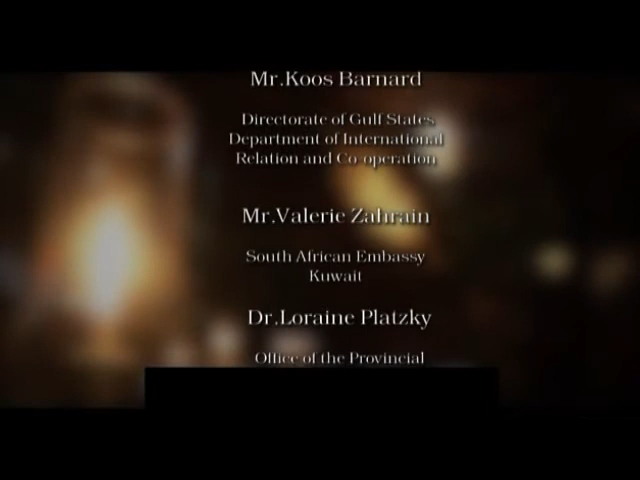 Mr.Koos Barnard
Directorate of Gulf States
Department of International
Relation and Co-operation
Mr.Valerie Zahrain
South African Embassy
Kuwait
Dr.Loraine Platzky
Office of the Provincial